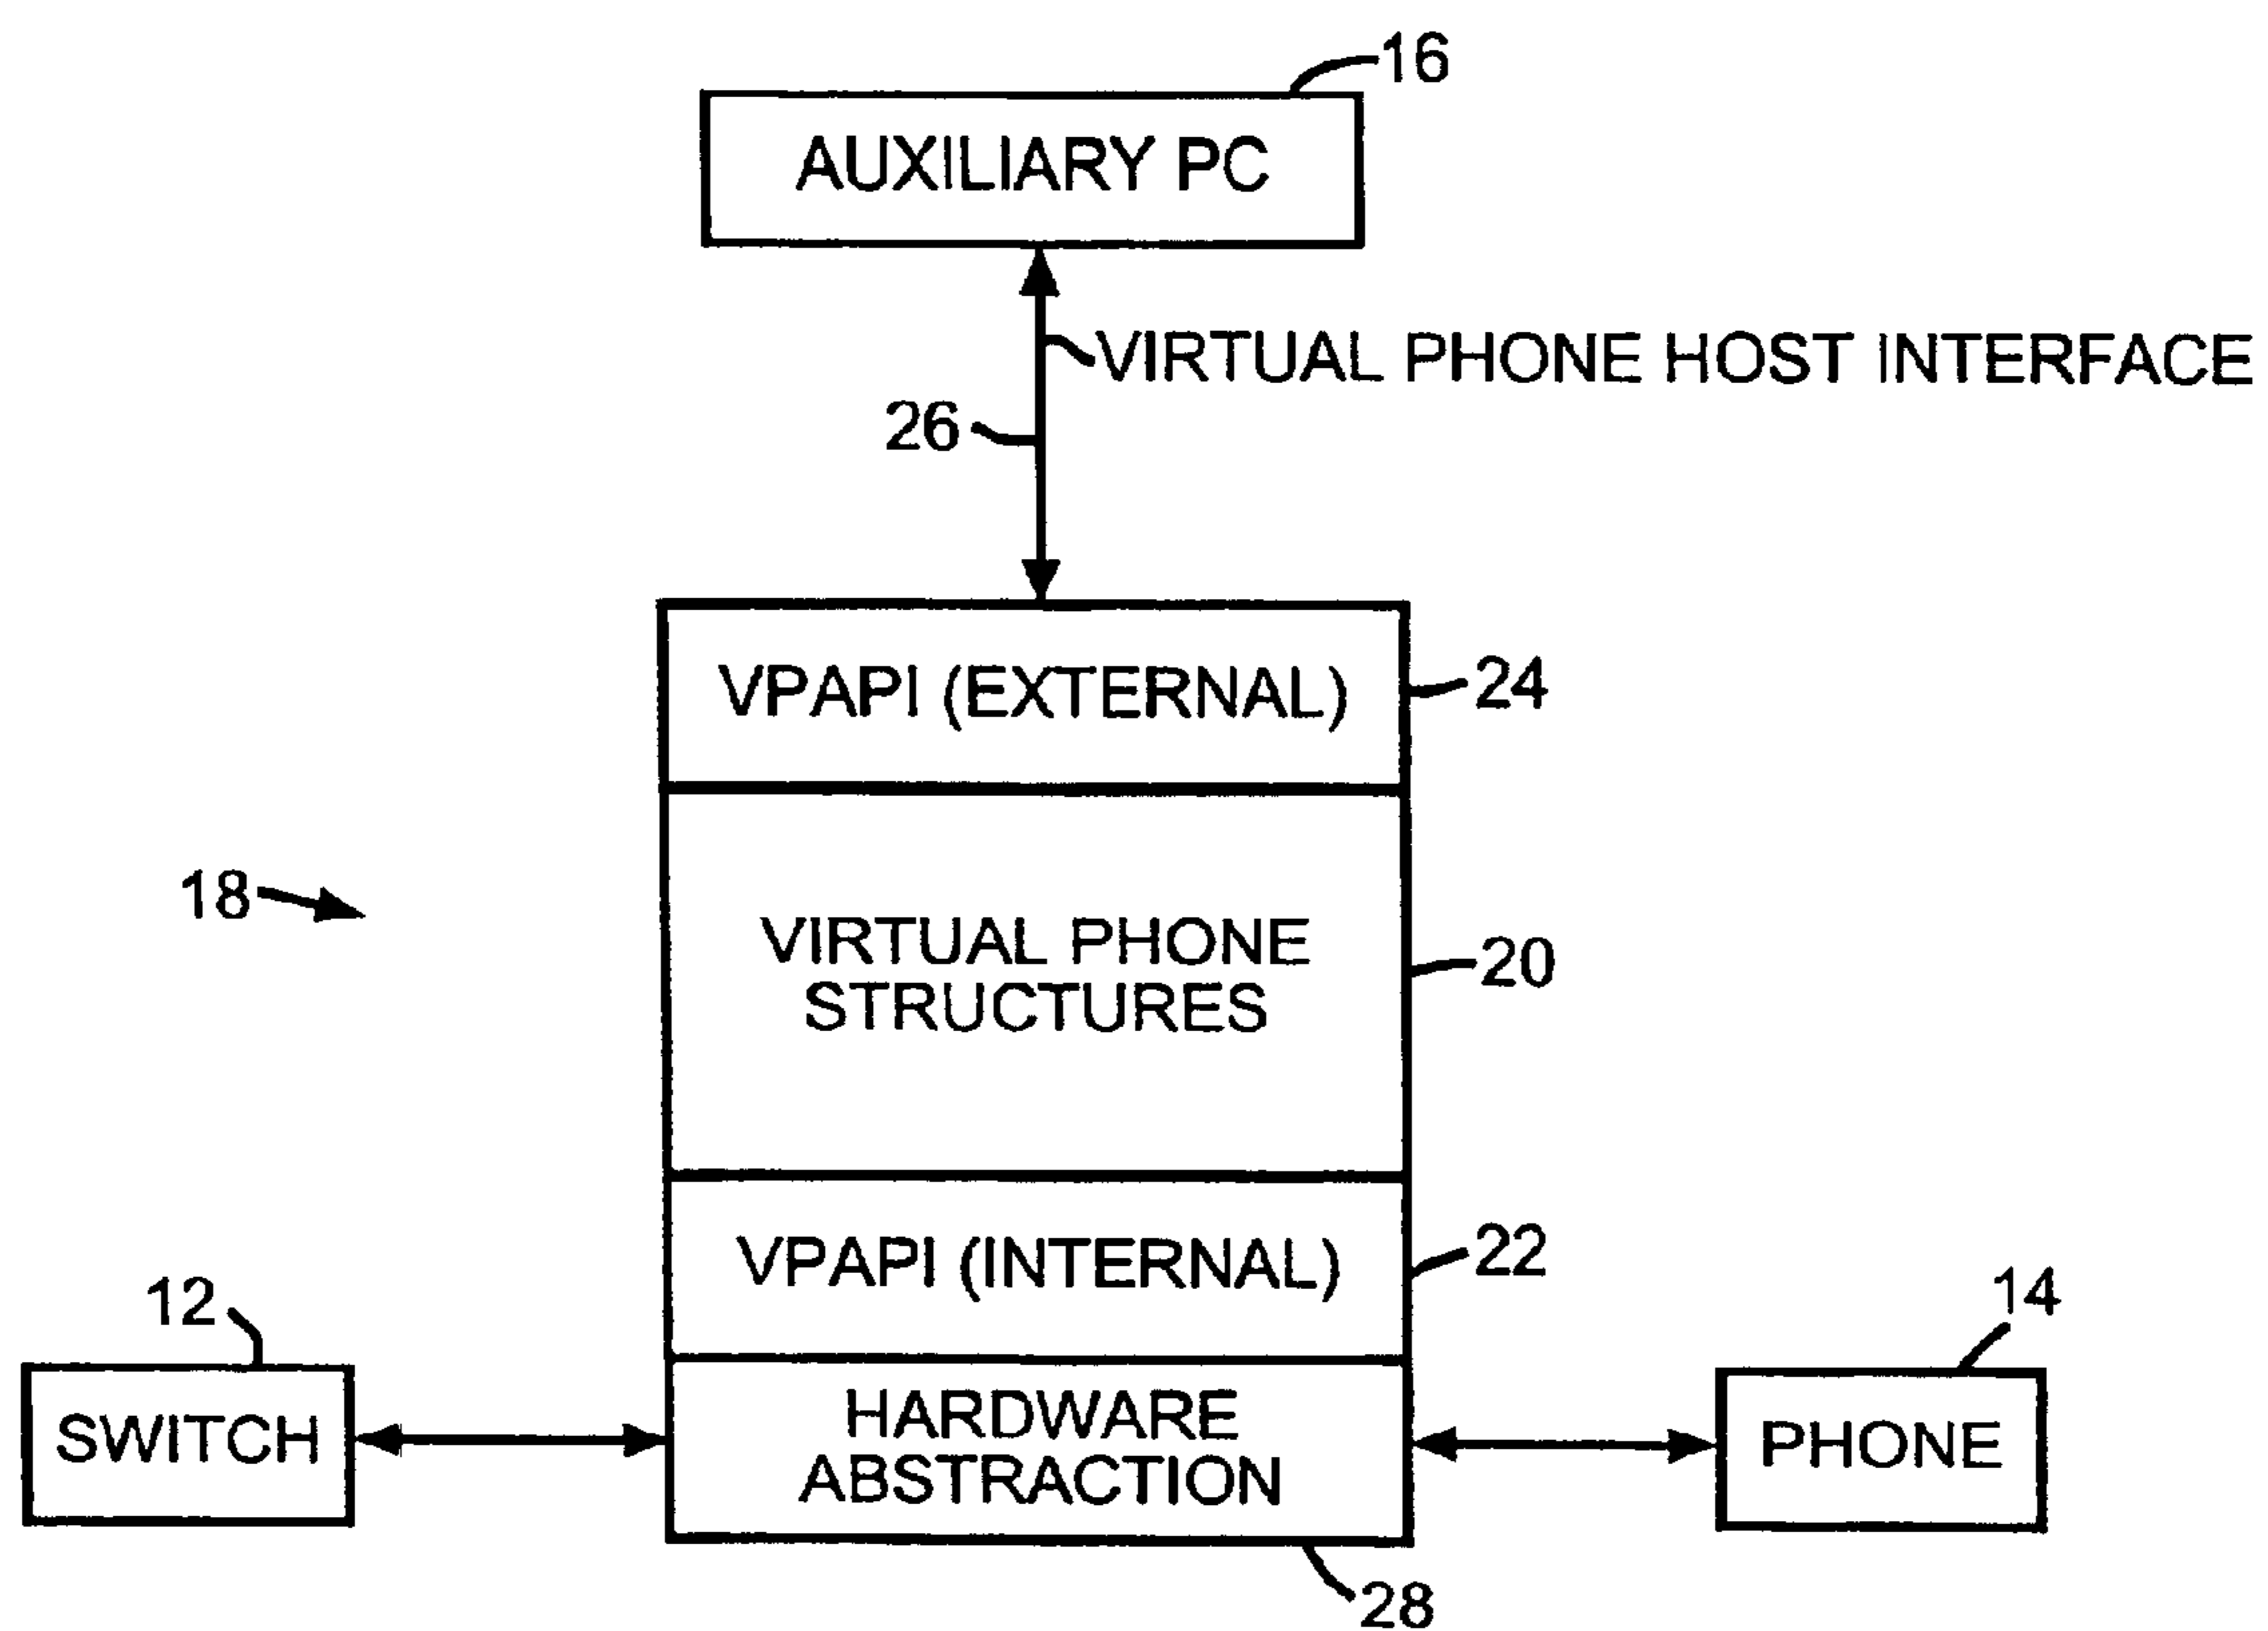 16
AUXILIARY PC
VIRTUAL PHONE HOST INTERFACE
26
VPAPI (EXTERNAL)
24
18
VIRTUAL PHONE
STRUCTURES
20
VPAPI (INTERNAL)
22
12
14
SWITCH
HARDWARE
ABSTRACTION
PHONE
28